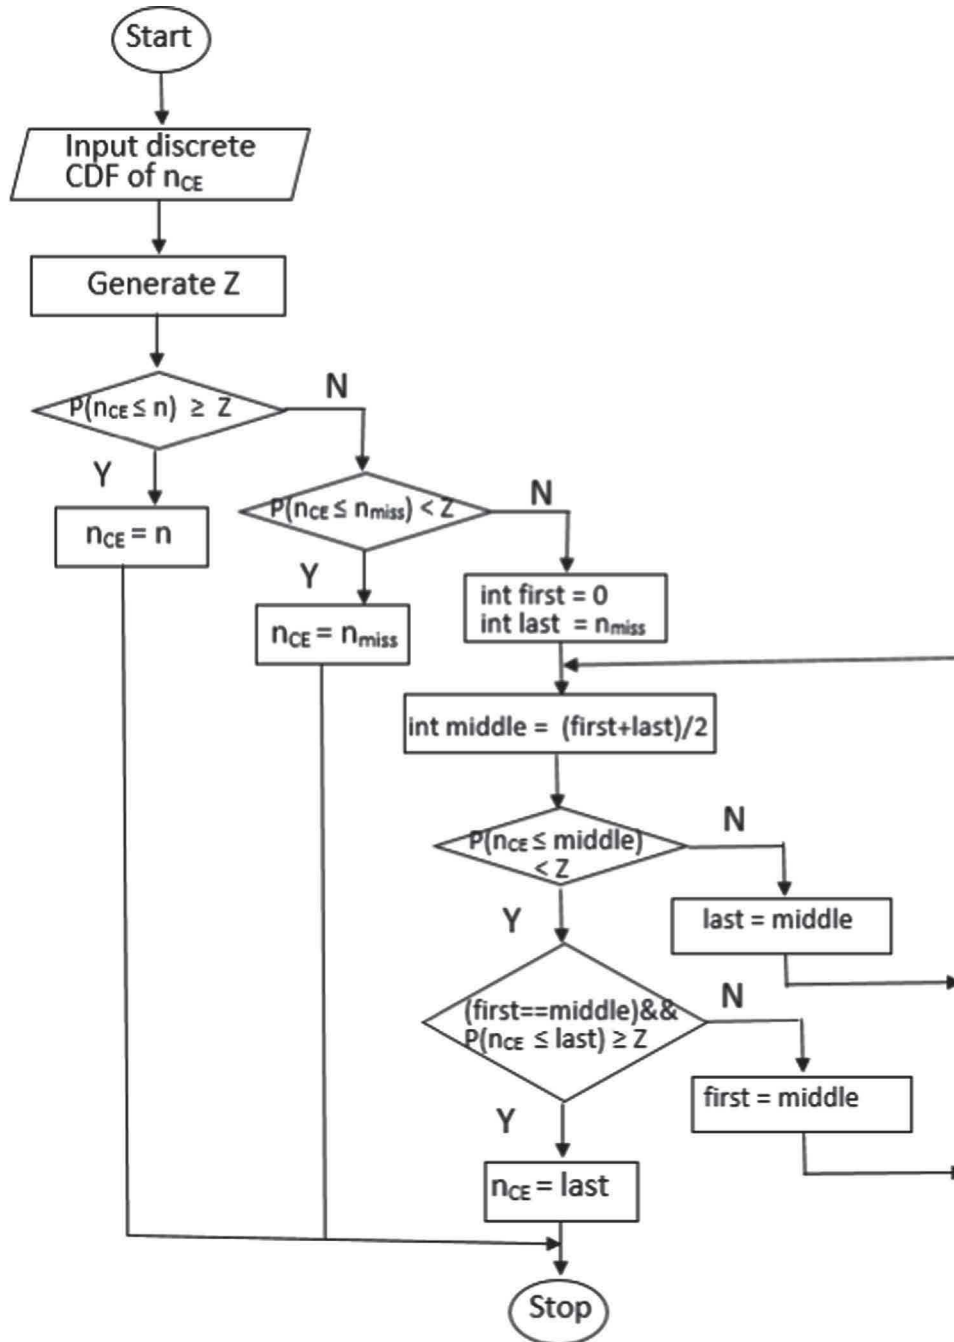 Start
Input discrete
CDF of nCE
Generate Z
P(nCE ≤ n) ≥ Z
N
Y
nCE = n
P(nCE ≤ nmiss) < Z
N
Y
nCE = nmiss
int first = 0
int last = nmiss
int middle = (first+last)/2
P(nCE ≤ middle)
< Z
N
Y
last = middle
(first==middle)&&
P(nCE ≤ last) ≥ Z
N
Y
first = middle
nCE = last
Stop